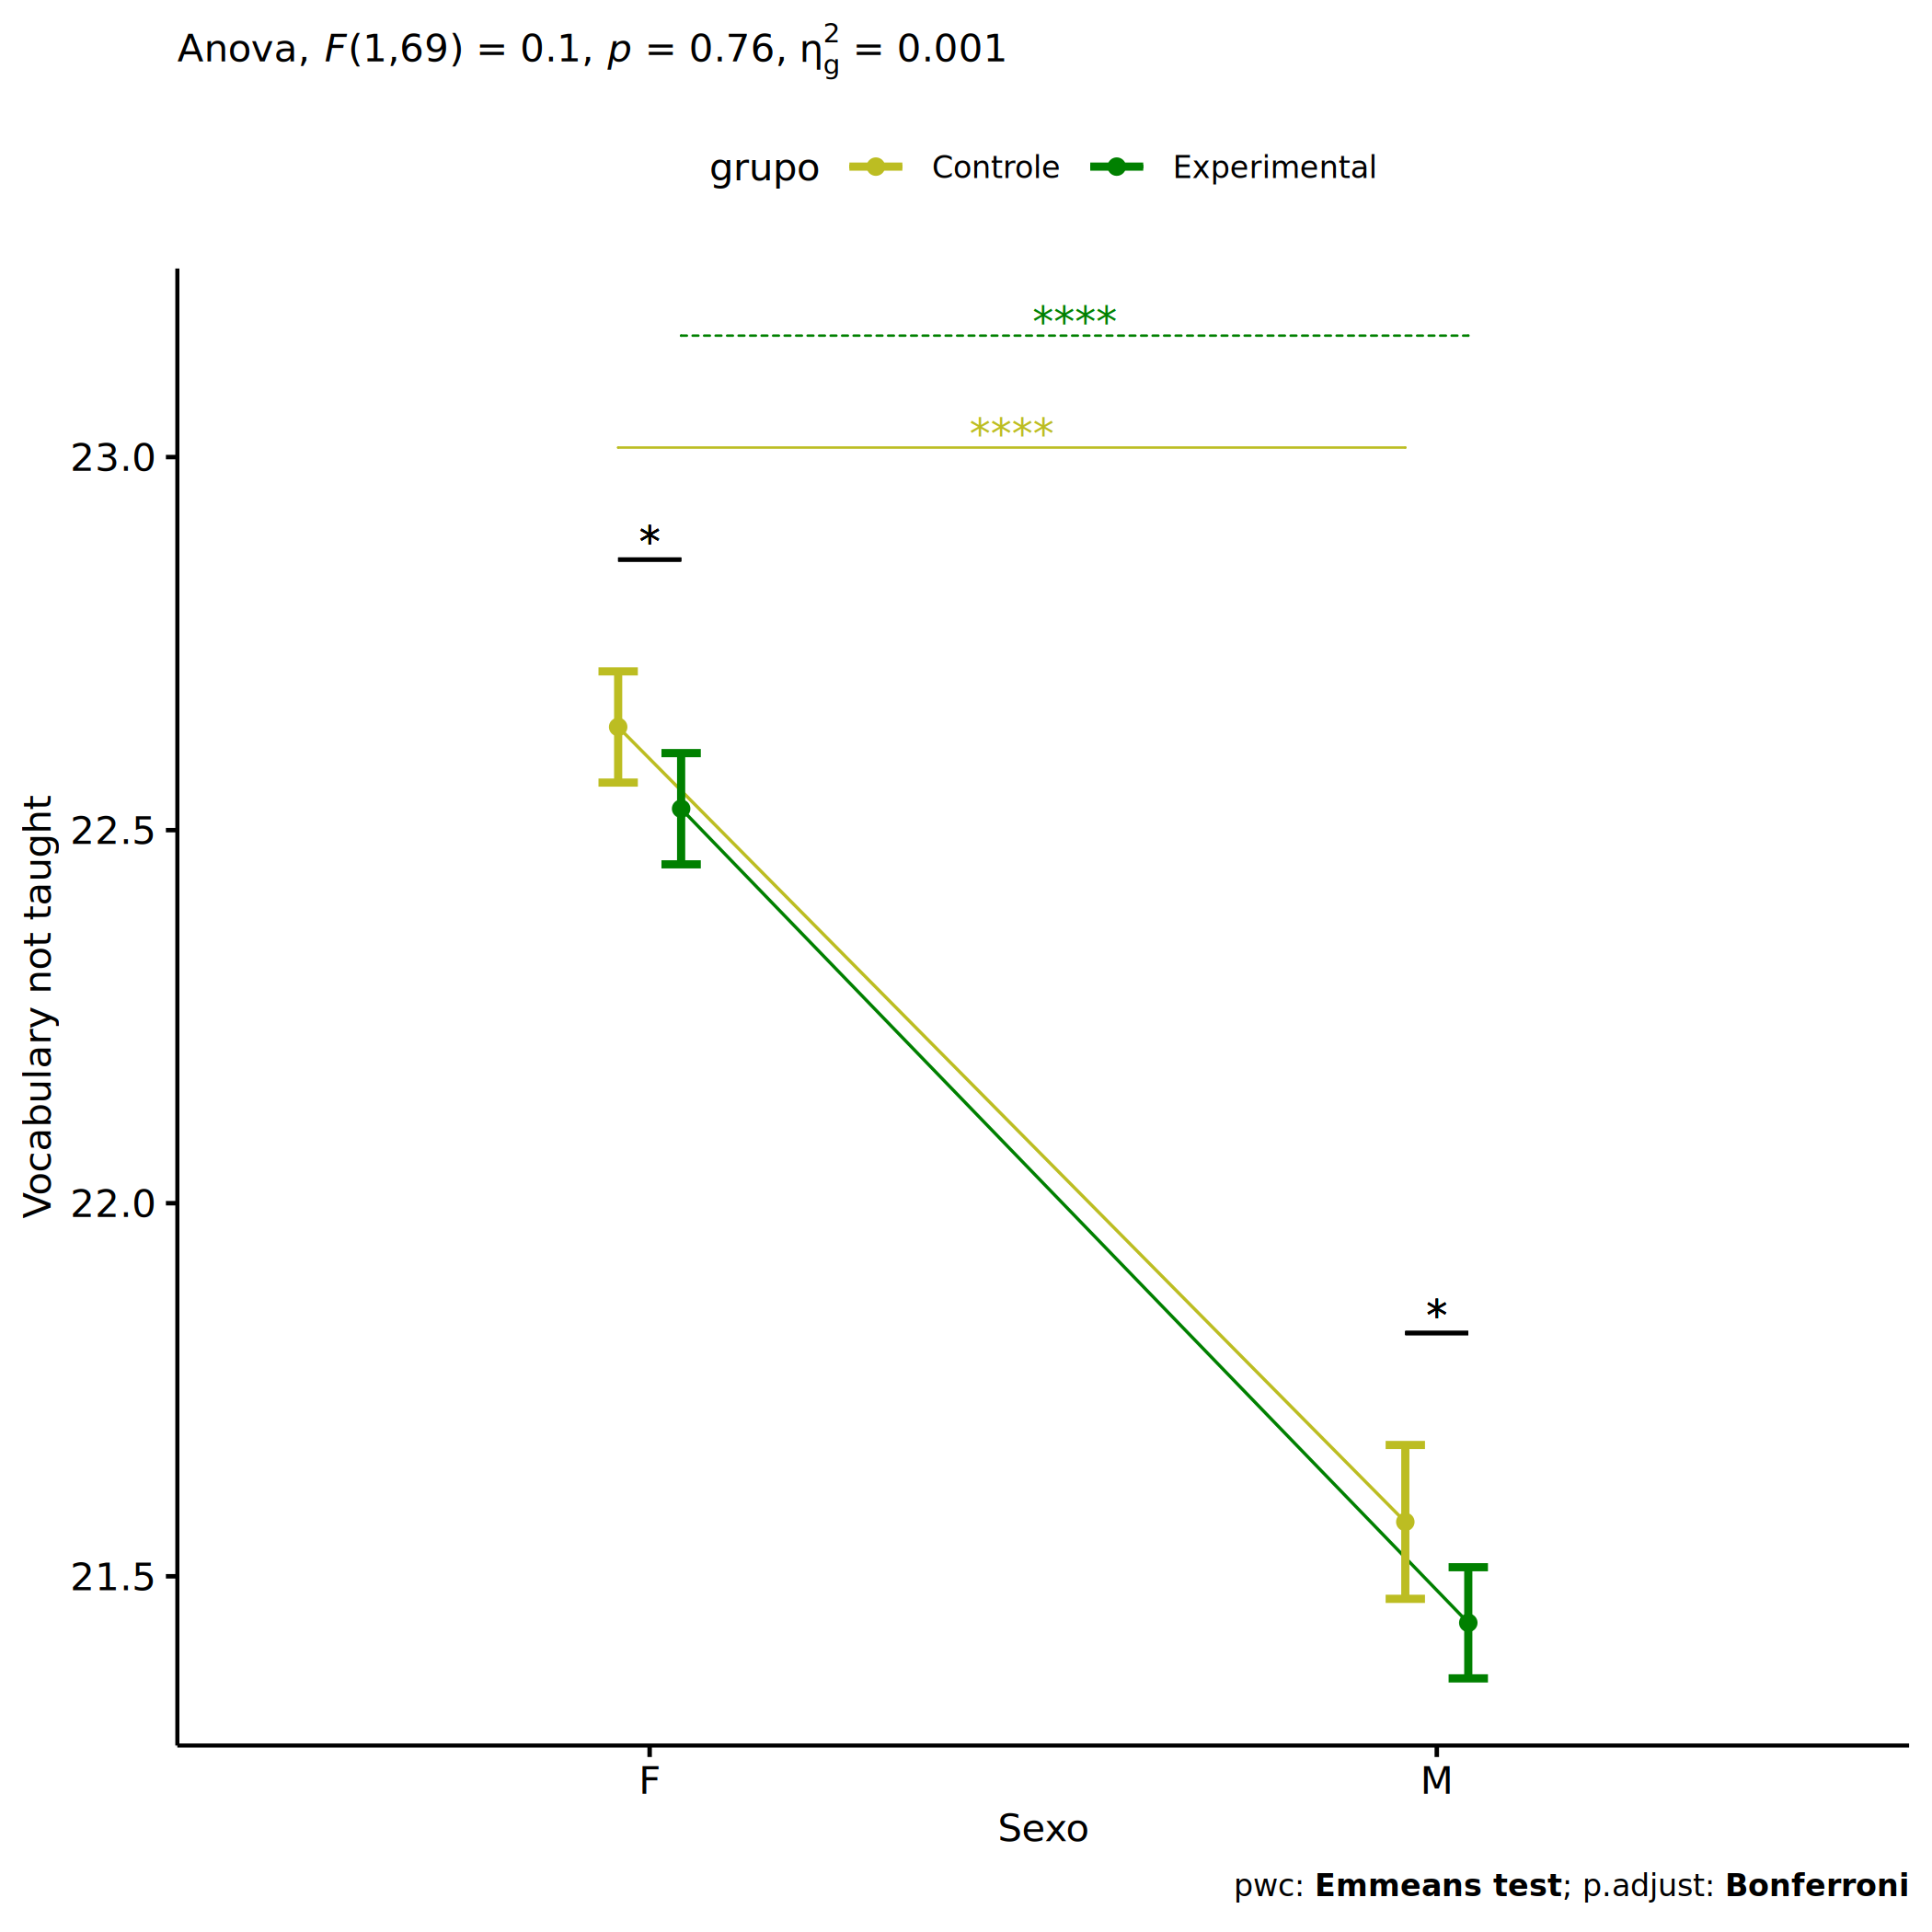 Anova, F(1,69) = 0.1, p = 0.76, η²g = 0.001
grupo Controle Experimental
****
****
*
*
23.0
22.5
22.0
21.5
Vocabulary not taught
F M
Sexo
pwc: Emmeans test; p.adjust: Bonferroni